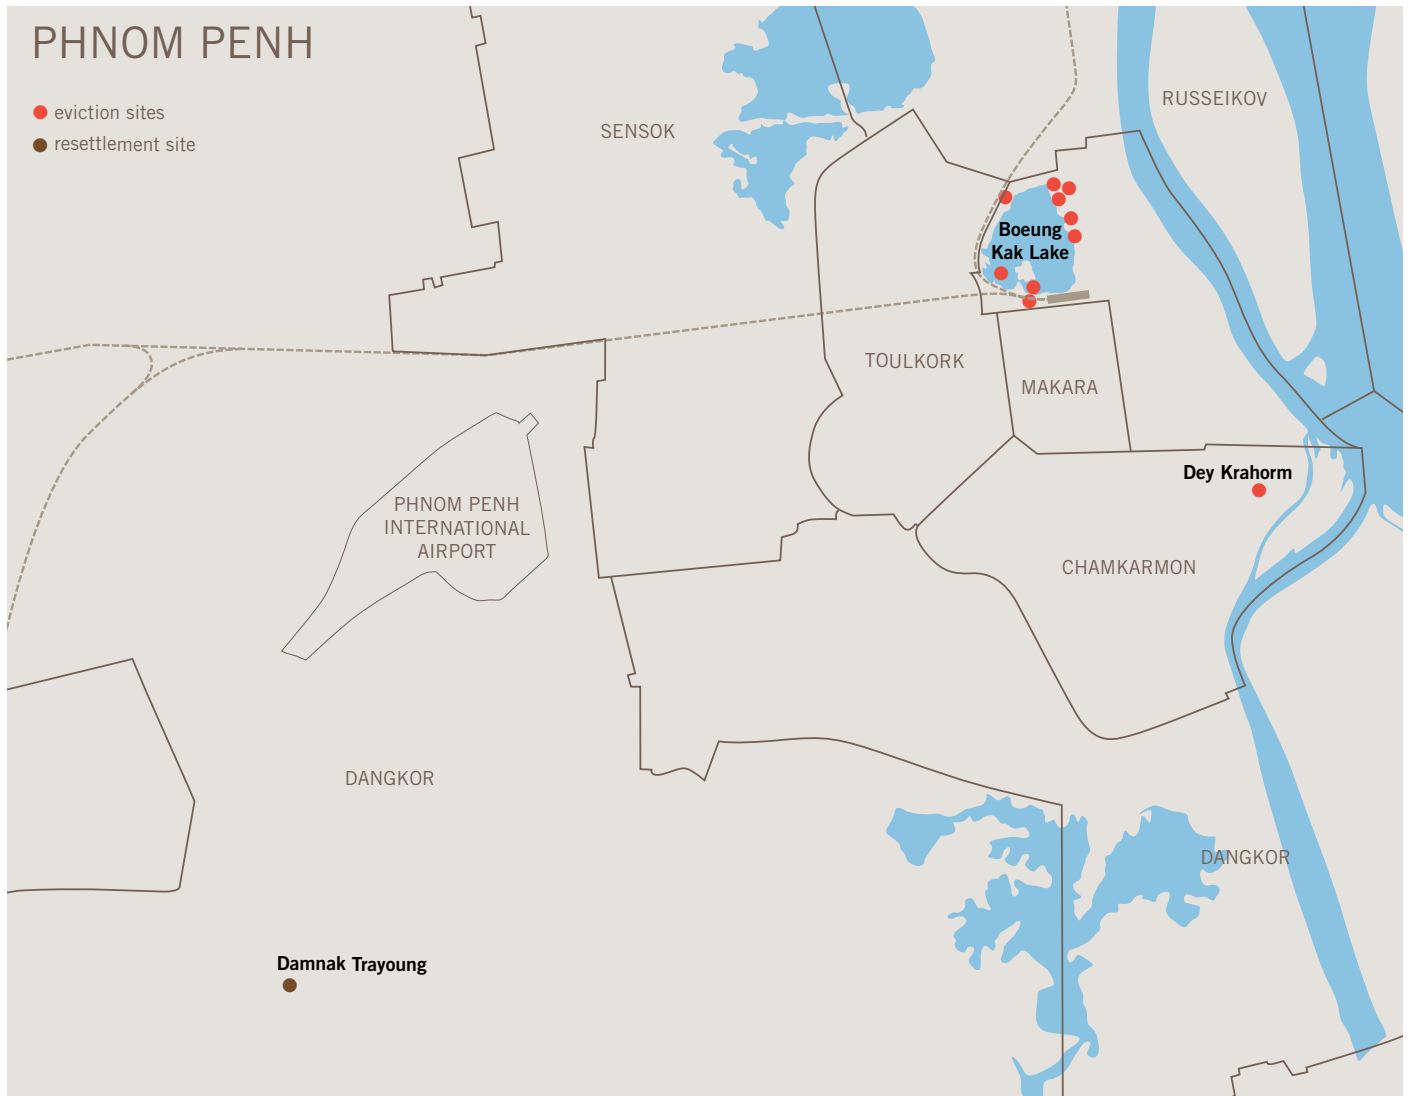 PHNOM PENH
eviction sites
resettlement site
SENSOK
RUSSEIKOV
Boeung
Kak Lake
TOULKORK
MAKARA
Dey Krahorm
PHNOM PENH
INTERNATIONAL
AIRPORT
CHAMKARMON
DANGKOR
DANGKOR
Damnak Trayoung